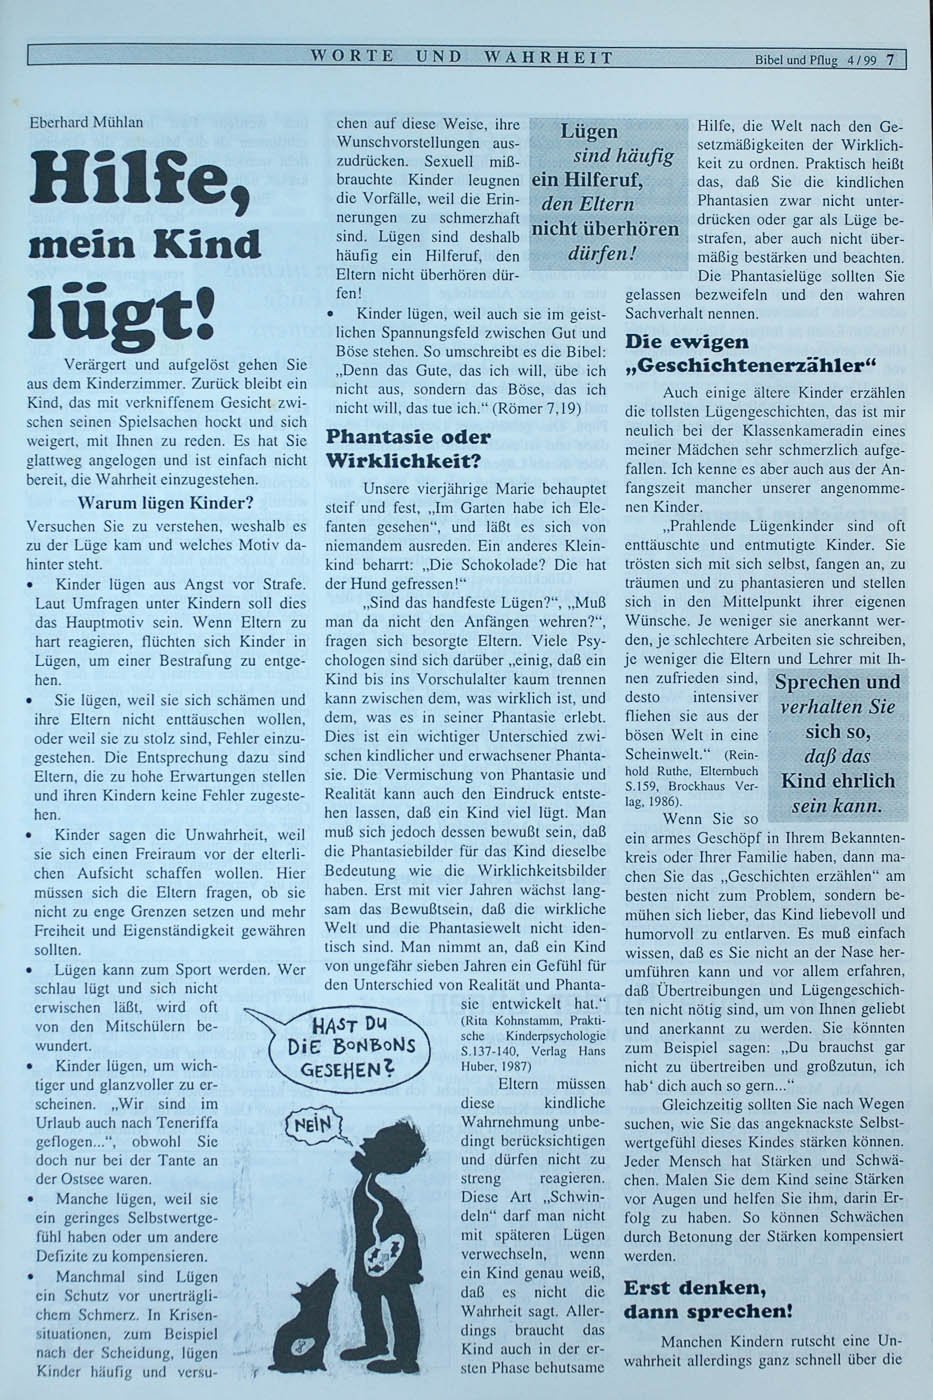 WORTE UND WAHRHEIT
Bibel und Pflug 4/99 7
Eberhard Mühlan
Hilfe,
mein Kind
lügt!
Verärgert und aufgelöst gehen Sie
aus dem Kinderzimmer. Zurück bleibt ein
Kind, das mit verkniffenem Gesicht zwi-
schen seinen Spielsachen hockt und sich
weigert, mit Ihnen zu reden. Es hat Sie
glattweg angelogen und ist einfach nicht
bereit, die Wahrheit einzugestehen.
Warum lügen Kinder?
Versuchen Sie zu verstehen, weshalb es
zu der Lüge kam und welches Motiv da-
hinter steht.
• Kinder lügen aus Angst vor Strafe.
Laut Umfragen unter Kindern soll dies
das Hauptmotiv sein. Wenn Eltern zu
hart reagieren, flüchten sich Kinder in
Lügen, um einer Bestrafung zu entge-
hen.
• Sie lügen, weil sie sich schämen und
ihre Eltern nicht enttäuschen wollen,
oder weil sie zu stolz sind, Fehler einzu-
gestehen. Die Entsprechung dazu sind
Eltern, die zu hohe Erwartungen stellen
und ihren Kindern keine Fehler zugeste-
hen.
• Kinder sagen die Unwahrheit, weil
sie sich einen Freiraum vor der elterli-
chen Aufsicht schaffen wollen. Hier
müssen sich die Eltern fragen, ob sie
nicht zu enge Grenzen setzen und mehr
Freiheit und Eigenständigkeit gewähren
sollten.
• Lügen kann zum Sport werden. Wer
schlau lügt und sich nicht
erwischen läßt, wird oft
von den Mitschülern be-
wundert.
• Kinder lügen, um wich-
tiger und glanzvoller zu er-
scheinen. „Wir sind im
Urlaub auch nach Teneriffa
geflogen...“, obwohl Sie
doch nur bei der Tante an
der Ostsee waren.
• Manche lügen, weil sie
ein geringes Selbstwertge-
fühl haben oder um andere
Defizite zu kompensieren.
• Manchmal sind Lügen
ein Schutz vor unerträgli-
chem Schmerz. In Krisen-
situationen, zum Beispiel
nach der Scheidung, lügen
Kinder häufig und versu-
chen auf diese Weise, ihre
Wunschvorstellungen aus-
zudrücken. Sexuell miß-
brauchte Kinder leugnen
die Vorfälle, weil die Erin-
nerungen zu schmerzhaft
sind. Lügen sind deshalb
häufig ein Hilferuf, den
Eltern nicht überhören dür-
fen!
• Kinder lügen, weil auch sie im geist-
lichen Spannungsfeld zwischen Gut und
Böse stehen. So umschreibt es die Bibel:
„Denn das Gute, das ich will, übe ich
nicht aus, sondern das Böse, das ich
nicht will, das tue ich.“ (Römer 7,19)
Phantasie oder
Wirklichkeit?
Unsere vierjährige Marie behauptet
steif und fest, „Im Garten habe ich Ele-
fanten gesehen“, und läßt es sich von
niemandem ausreden. Ein anderes Klein-
kind beharrt: „Die Schokolade? Die hat
der Hund gefressen!“
„Sind das handfeste Lügen?“, „Muß
man da nicht den Anfängen wehren?“,
fragen sich besorgte Eltern. Viele Psy-
chologen sind sich darüber „einig, daß ein
Kind bis ins Vorschulalter kaum trennen
kann zwischen dem, was wirklich ist, und
dem, was es in seiner Phantasie erlebt.
Dies ist ein wichtiger Unterschied zwi-
schen kindlicher und erwachsener Phanta-
sie. Die Vermischung von Phantasie und
Realität kann auch den Eindruck entste-
hen lassen, daß ein Kind viel lügt. Man
muß sich jedoch dessen bewußt sein, daß
die Phantasiebilder für das Kind dieselbe
Bedeutung wie die Wirklichkeitsbilder
haben. Erst mit vier Jahren wächst lang-
sam das Bewußtsein, daß die wirkliche
Welt und die Phantasiewelt nicht iden-
tisch sind. Man nimmt an, daß ein Kind
von ungefähr sieben Jahren ein Gefühl für
den Unterschied von Realität und Phanta-
sie entwickelt hat.“
(Rita Kohnstamm, Prakti-
sche Kinderpsychologie
S.137-140, Verlag Hans
Huber, 1987)
Eltern müssen
diese kindliche
Wahrnehmung unbe-
dingt berücksichtigen
und dürfen nicht zu
streng reagieren.
Diese Art „Schwin-
deln“ darf man nicht
mit späteren Lügen
verwechseln, wenn
ein Kind genau weiß,
daß es nicht die
Wahrheit sagt. Aller-
dings braucht das
Kind auch in der er-
sten Phase behutsame
HAST DU
DIE BONBONS
GESEHEN?
NEIN
Lügen
sind häufig
ein Hilferuf,
den Eltern
nicht überhören
dürfen!
Hilfe, die Welt nach den Ge-
setzmäßigkeiten der Wirklich-
keit zu ordnen. Praktisch heißt
das, daß Sie die kindlichen
Phantasien zwar nicht unter-
drücken oder gar als Lüge be-
strafen, aber auch nicht über-
mäßig bestärken und beachten.
Die Phantasielüge sollten Sie
gelassen bezweifeln und den wahren
Sachverhalt nennen.
Die ewigen
„Geschichtenerzähler“
Auch einige ältere Kinder erzählen
die tollsten Lügengeschichten, das ist mir
neulich bei der Klassenkameradin eines
meiner Mädchen sehr schmerzlich aufge-
fallen. Ich kenne es aber auch aus der An-
fangszeit mancher unserer angenomme-
nen Kinder.
„Prahlende Lügenkinder sind oft
enttäuschte und entmutigte Kinder. Sie
trösten sich mit sich selbst, fangen an, zu
träumen und zu phantasieren und stellen
sich in den Mittelpunkt ihrer eigenen
Wünsche. Je weniger sie anerkannt wer-
den, je schlechtere Arbeiten sie schreiben,
je weniger die Eltern und Lehrer mit Ih-
nen zufrieden sind,
desto intensiver
fliehen sie aus der
bösen Welt in eine
Scheinwelt.“ (Rein-
hold Ruthe, Elternbuch
S.159, Brockhaus Ver-
lag, 1986).
Sprechen und
verhalten Sie
sich so,
daß das
Kind ehrlich
sein kann.
Wenn Sie so
ein armes Geschöpf in Ihrem Bekannten-
kreis oder Ihrer Familie haben, dann ma-
chen Sie das „Geschichten erzählen“ am
besten nicht zum Problem, sondern be-
mühen sich lieber, das Kind liebevoll und
humorvoll zu entlarven. Es muß einfach
wissen, daß es Sie nicht an der Nase her-
umführen kann und vor allem erfahren,
daß Übertreibungen und Lügengeschich-
ten nicht nötig sind, um von Ihnen geliebt
und anerkannt zu werden. Sie könnten
zum Beispiel sagen: „Du brauchst gar
nicht zu übertreiben und großzutun, ich
hab‘ dich auch so gern...“
Gleichzeitig sollten Sie nach Wegen
suchen, wie Sie das angeknackste Selbst-
wertgefühl dieses Kindes stärken können.
Jeder Mensch hat Stärken und Schwä-
chen. Malen Sie dem Kind seine Stärken
vor Augen und helfen Sie ihm, darin Er-
folg zu haben. So können Schwächen
durch Betonung der Stärken kompensiert
werden.
Erst denken,
dann sprechen!
Manchen Kindern rutscht eine Un-
wahrheit allerdings ganz schnell über die